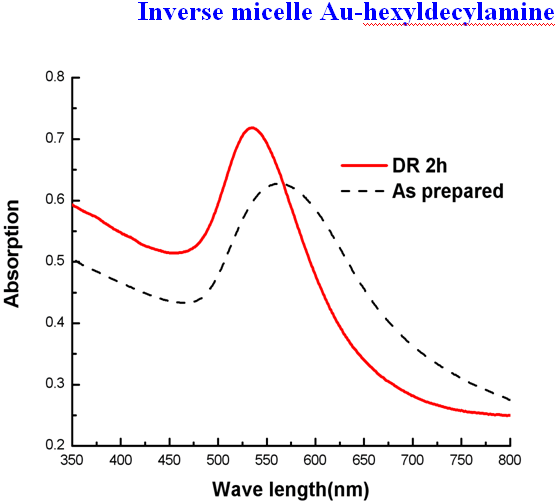 Inverse micelle Au-hexyldecylamine
0.8
0.7
0.6
0.5
0.4
0.3
0.2
Absorption
DR 2h
As prepared
350 400 450 500 550 600 650 700 750 800
Wave length(nm)